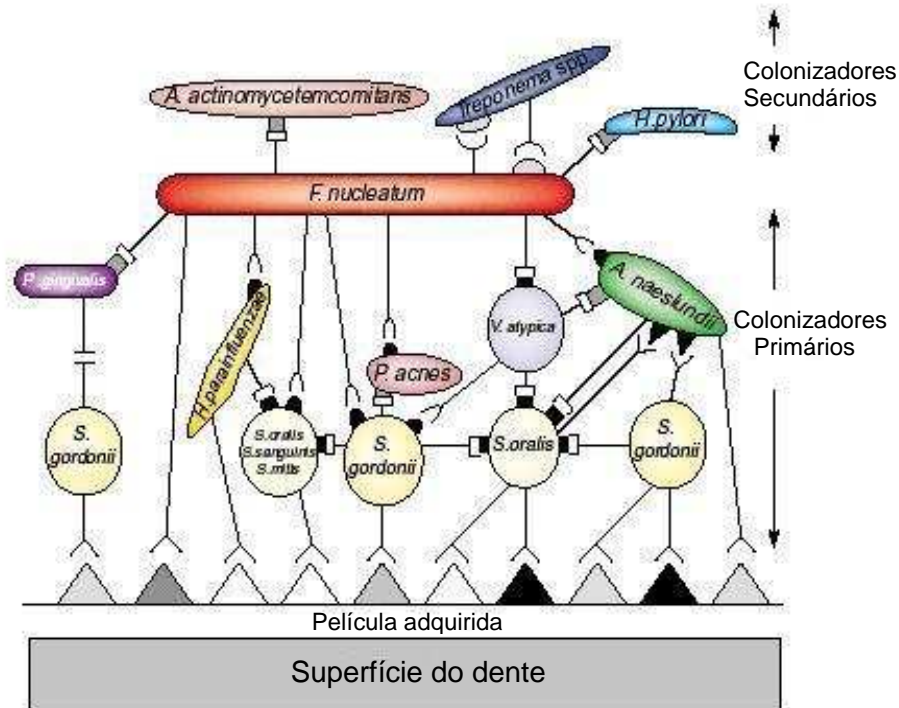 Colonizadores
Secundários
A. actinomycetemcomitans
Treponema spp.
H.pylori
F. nucleatum
P. gingivalis
A. naeslundii
H.parainfluenzae
V. atypica
Colonizadores
Primários
P. acnes
S.
gordonii
S.oralis
S.sanguinis
S.mitis
S.
gordonii
S.oralis
S.
gordonii
Película adquirida
Superfície do dente